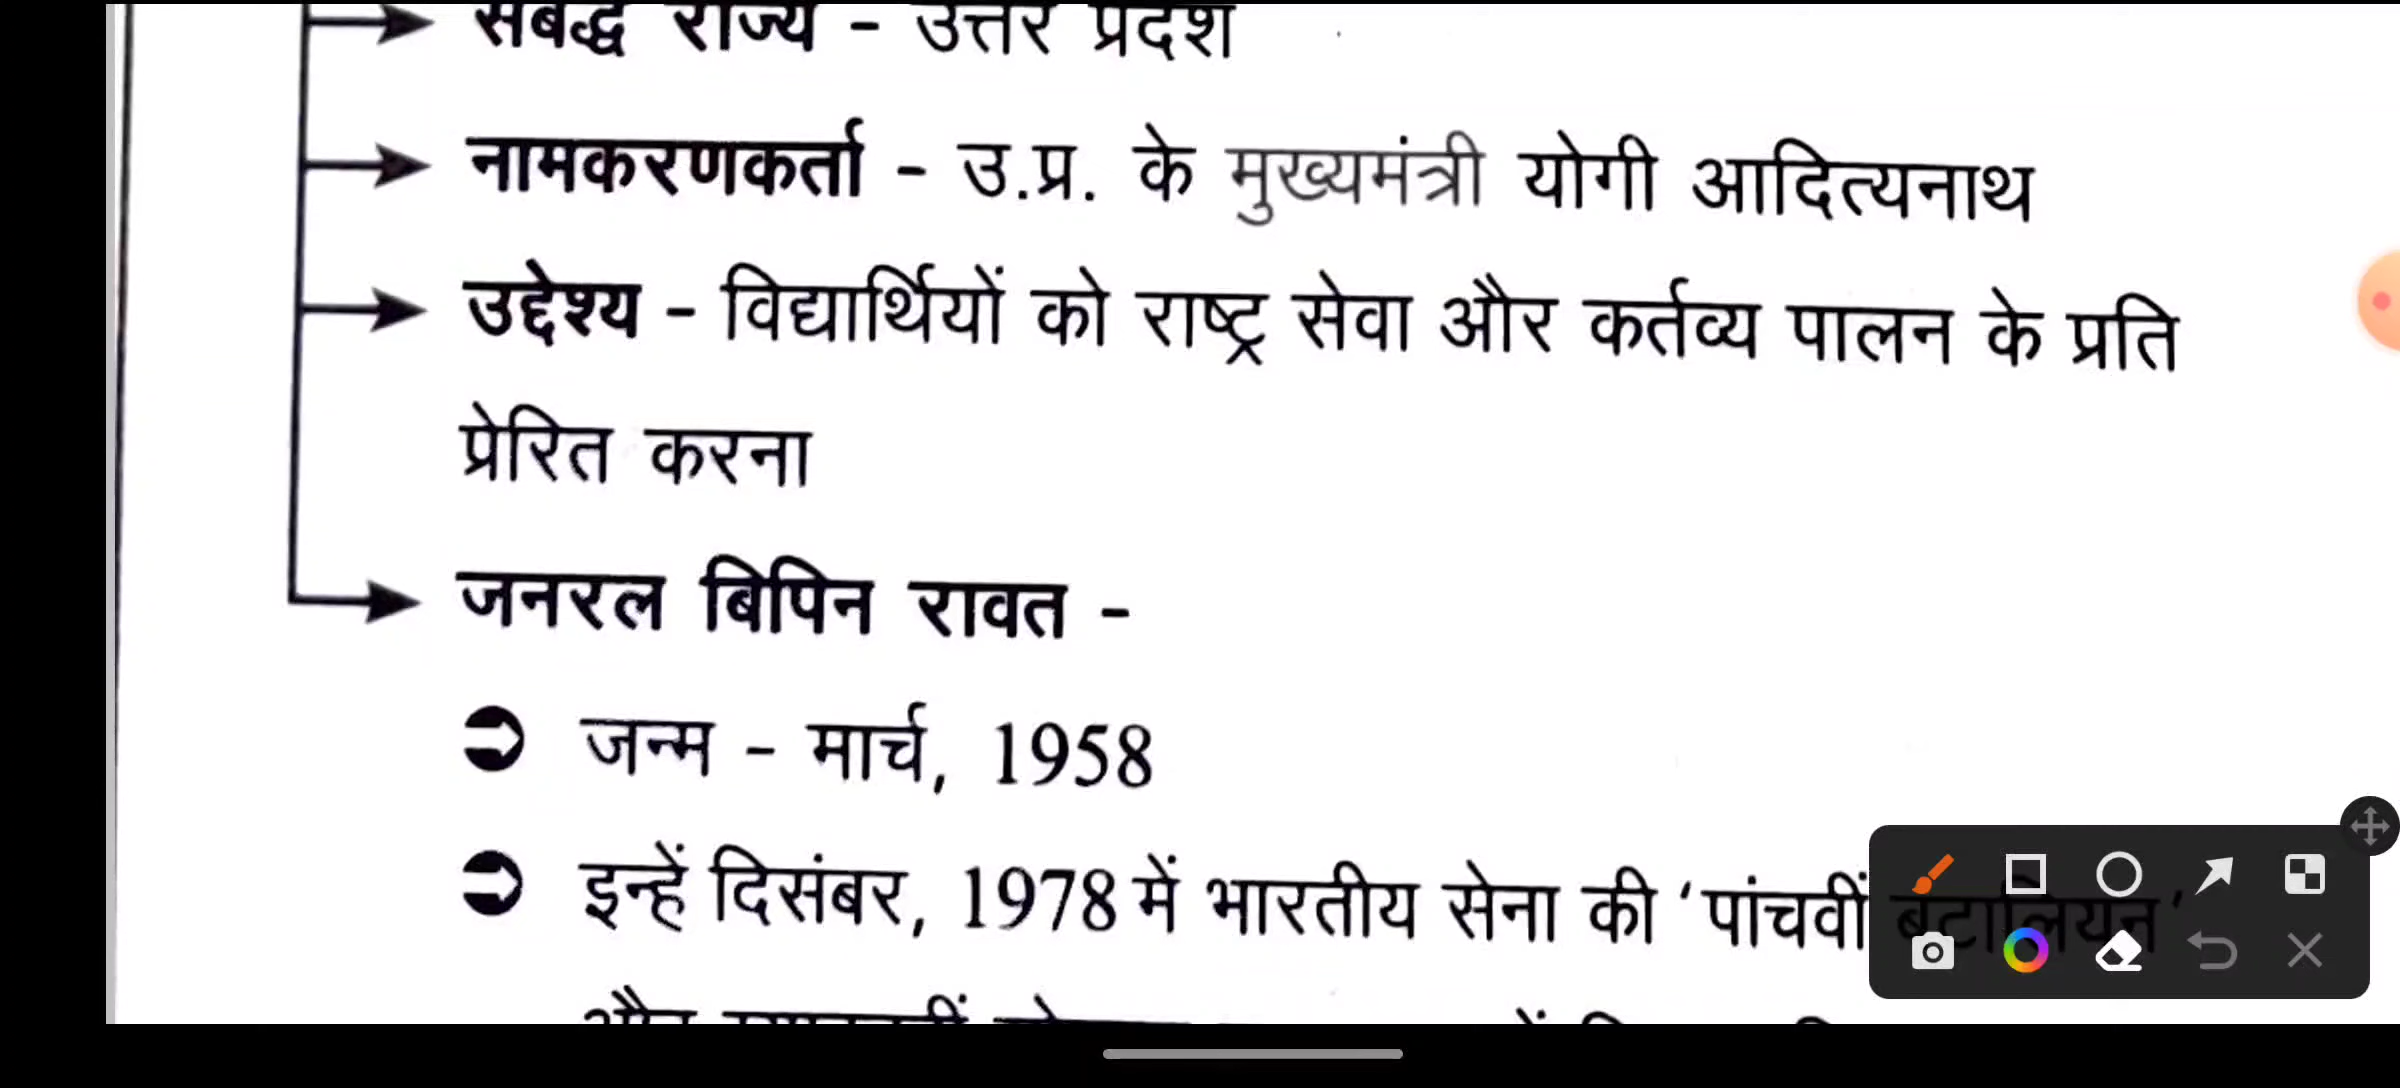 संबद्ध राज्य - उत्तर प्रदेश
नामकरणकर्ता - उ.प्र. के मुख्यमंत्री योगी आदित्यनाथ
उद्देश्य - विद्यार्थियों को राष्ट्र सेवा और कर्तव्य पालन के प्रति
प्रेरित करना
जनरल बिपिन रावत -
जन्म - मार्च, 1958
इन्हें दिसंबर, 1978 में भारतीय सेना की ‘पांचवीं बटालियन’
और